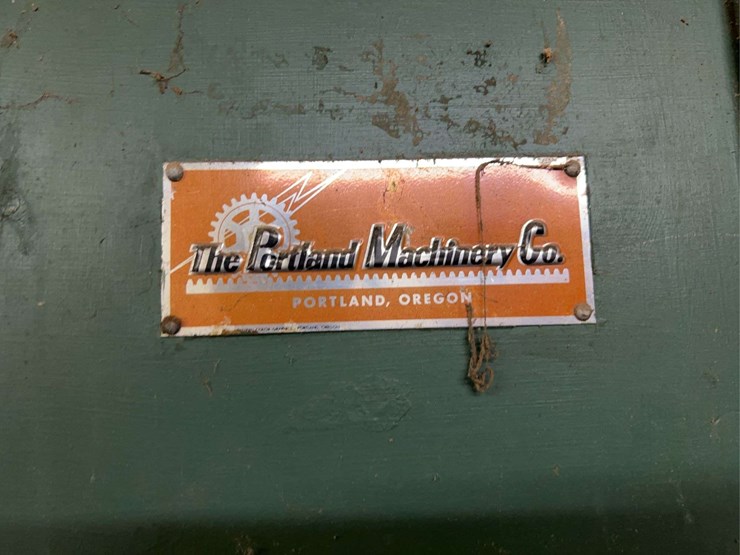 The Portland Machinery Co.
PORTLAND, OREGON